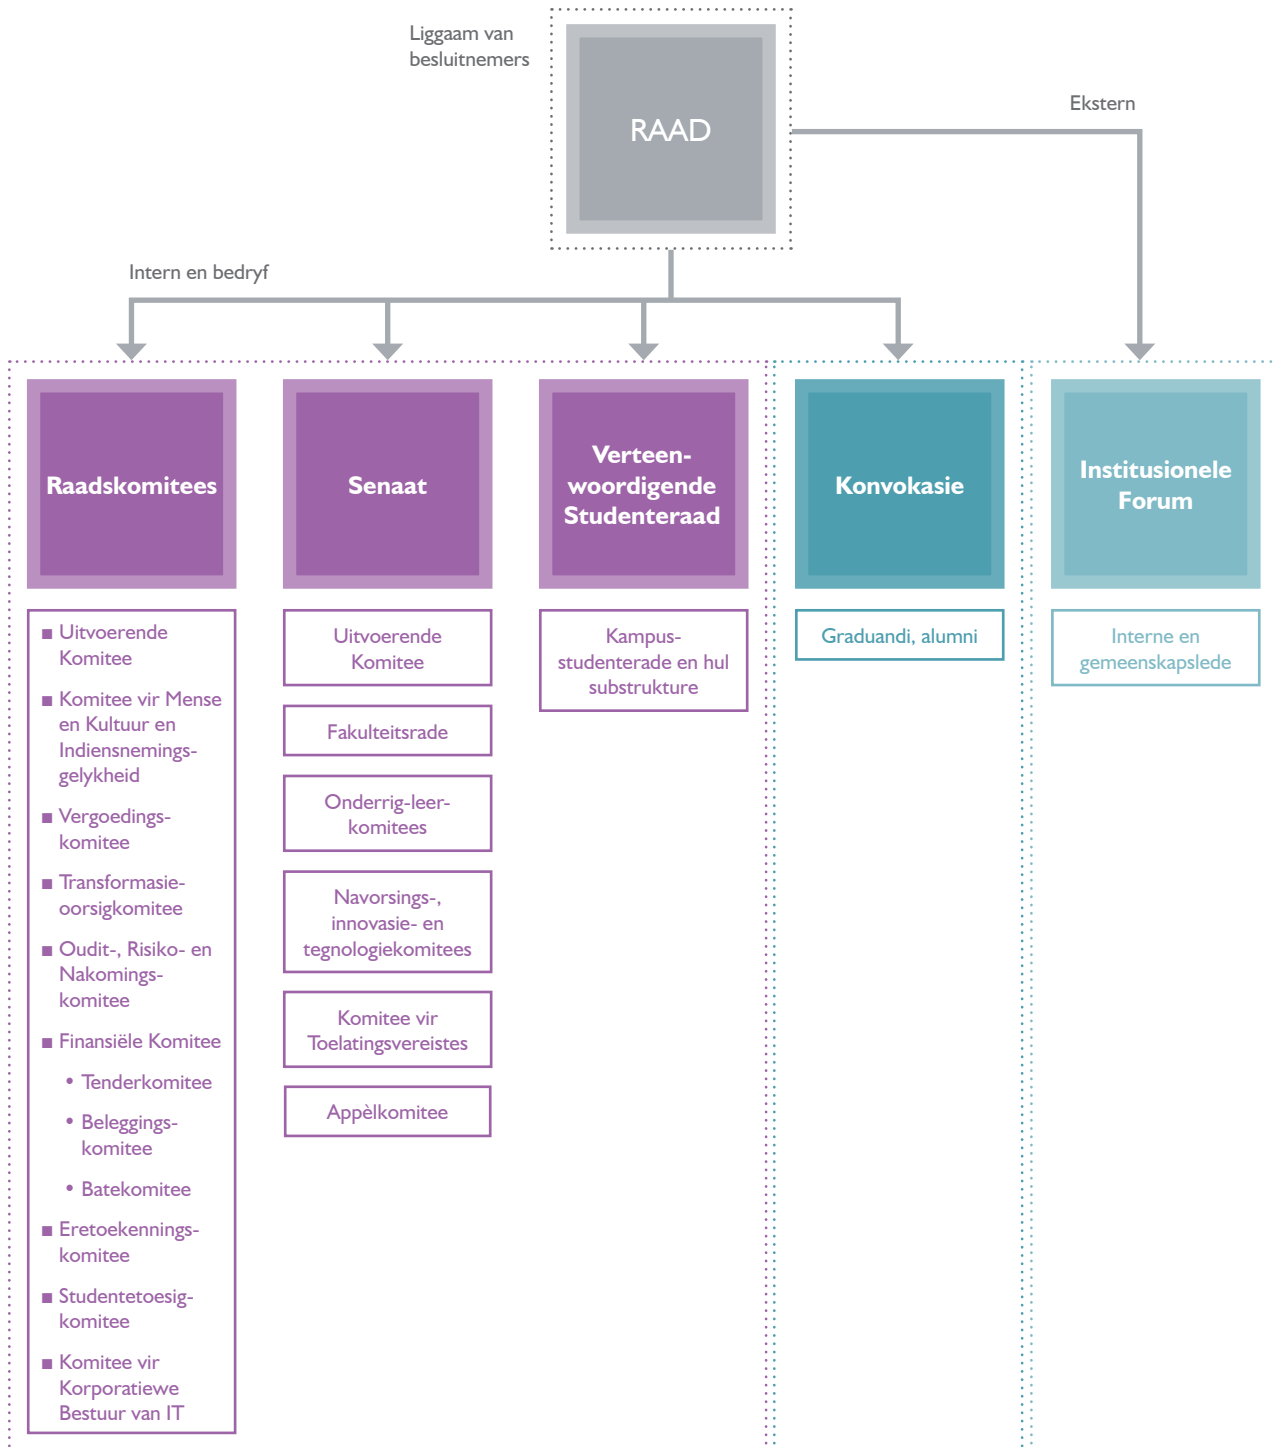 Liggaam van
besluitnemers
RAAD
Ekstern
Intern en bedryf
Raadskomitees
Senaat
Verteen-
woordigende
Studenteraad
Konvokasie
Institusionele
Forum
■ Uitvoerende
Komitee
■ Komitee vir Mense
en Kultuur en
Indiensnemings-
gelykheid
■ Vergoedings-
komitee
■ Transformasie-
oorsigkomitee
■ Oudit-, Risiko- en
Nakomings-
komitee
■ Finansiële Komitee
• Tenderkomitee
• Beleggings-
komitee
• Batekomitee
■ Eretoekennings-
komitee
■ Studentetoesig-
komitee
■ Komitee vir
Korporatiewe
Bestuur van IT
Uitvoerende
Komitee
Fakulteitsrade
Onderrig-leer-
komitees
Navorsings-,
innovasie- en
tegnologiekomitees
Komitee vir
Toelatingsvereistes
Appèlkomitee
Kampus-
studenterade en hul
substrukture
Graduandi, alumni
Interne en
gemeenskapslede